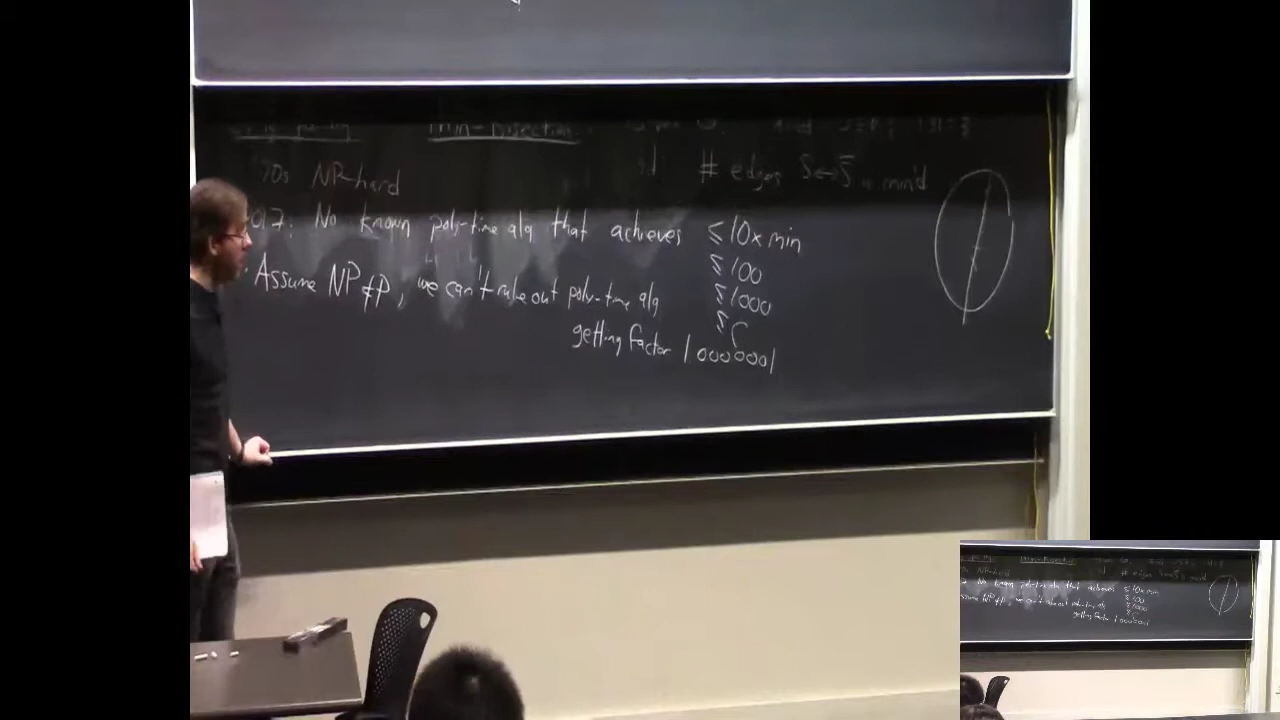 min-bisection:
'70s NP-hard # edges S↔S̄ is min'd
2017: No known poly-time alg that achieves ≤ 10x min
≤ 100
• Assume NP≠P, we can't rule out poly-time alg ≤ 1000
≤ C
getting factor 1.0000001